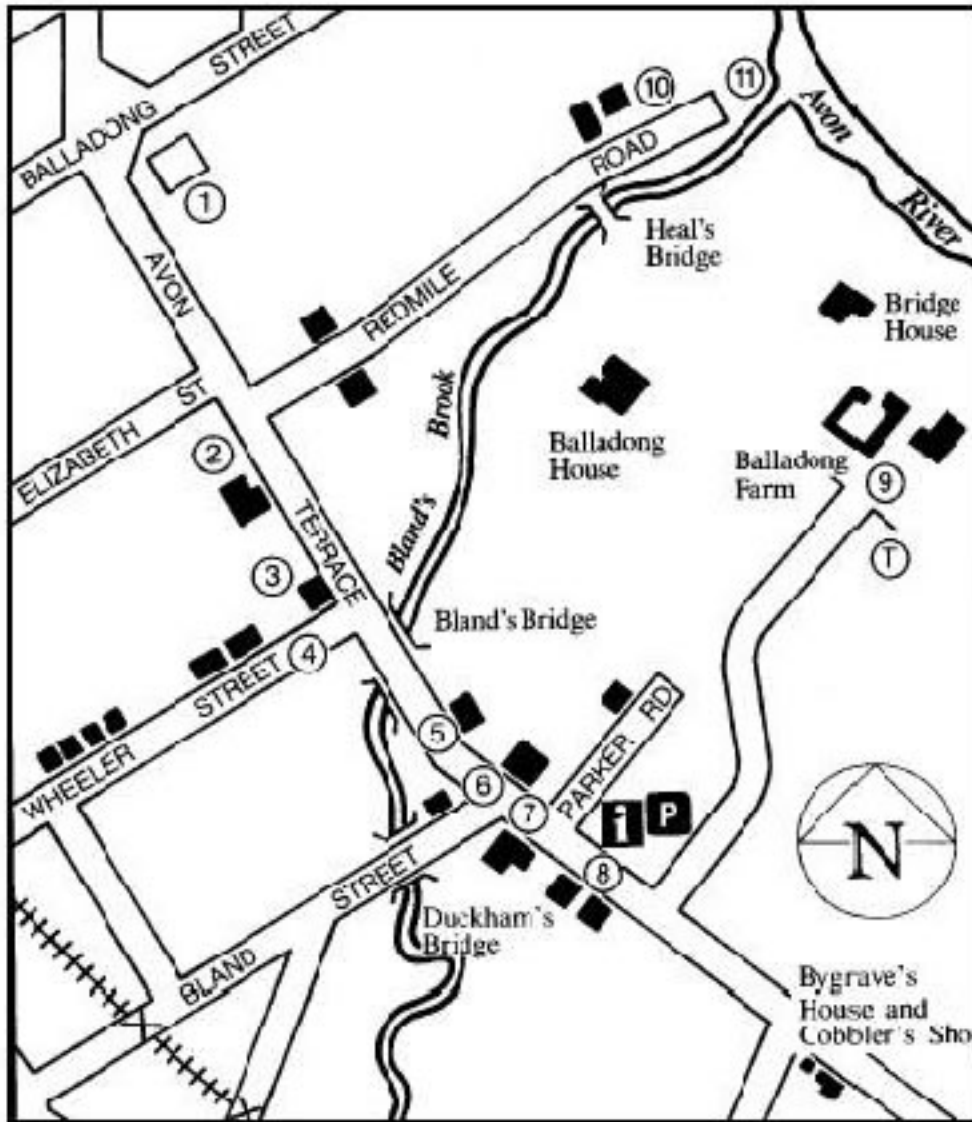 BALLADONG STREET
1
AVON
TERRACE
10
11
ROAD
REDMILE
Avon
River
Heal's
Bridge
Bridge
House
ELIZABETH ST
2
Brook
Bland's
Balladong
House
Balladong
Farm
9
T
3
Bland's Bridge
4
WHEELER STREET
5
6
7
PARKER RD
i
P
8
N
BLAND STREET
Duckham's
Bridge
Bygrave's
House and
Cobbler's Sho